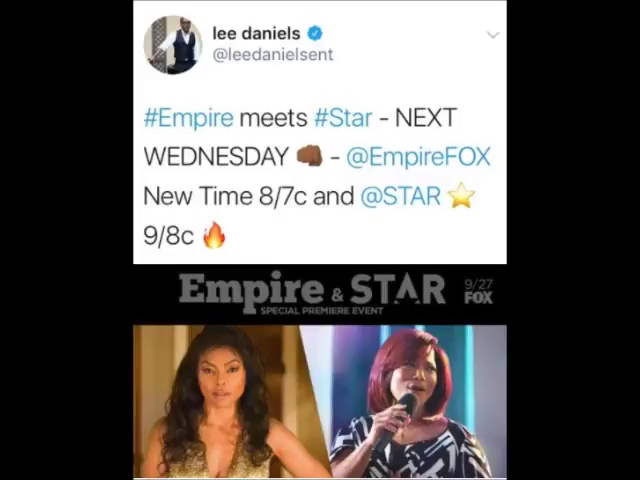 lee daniels
@leedanielsent
#Empire meets #Star - NEXT
WEDNESDAY 👊🏾 - @EmpireFOX
New Time 8/7c and @STAR ⭐
9/8c 🔥
Empire & STAR 9/27
SPECIAL PREMIERE EVENT FOX